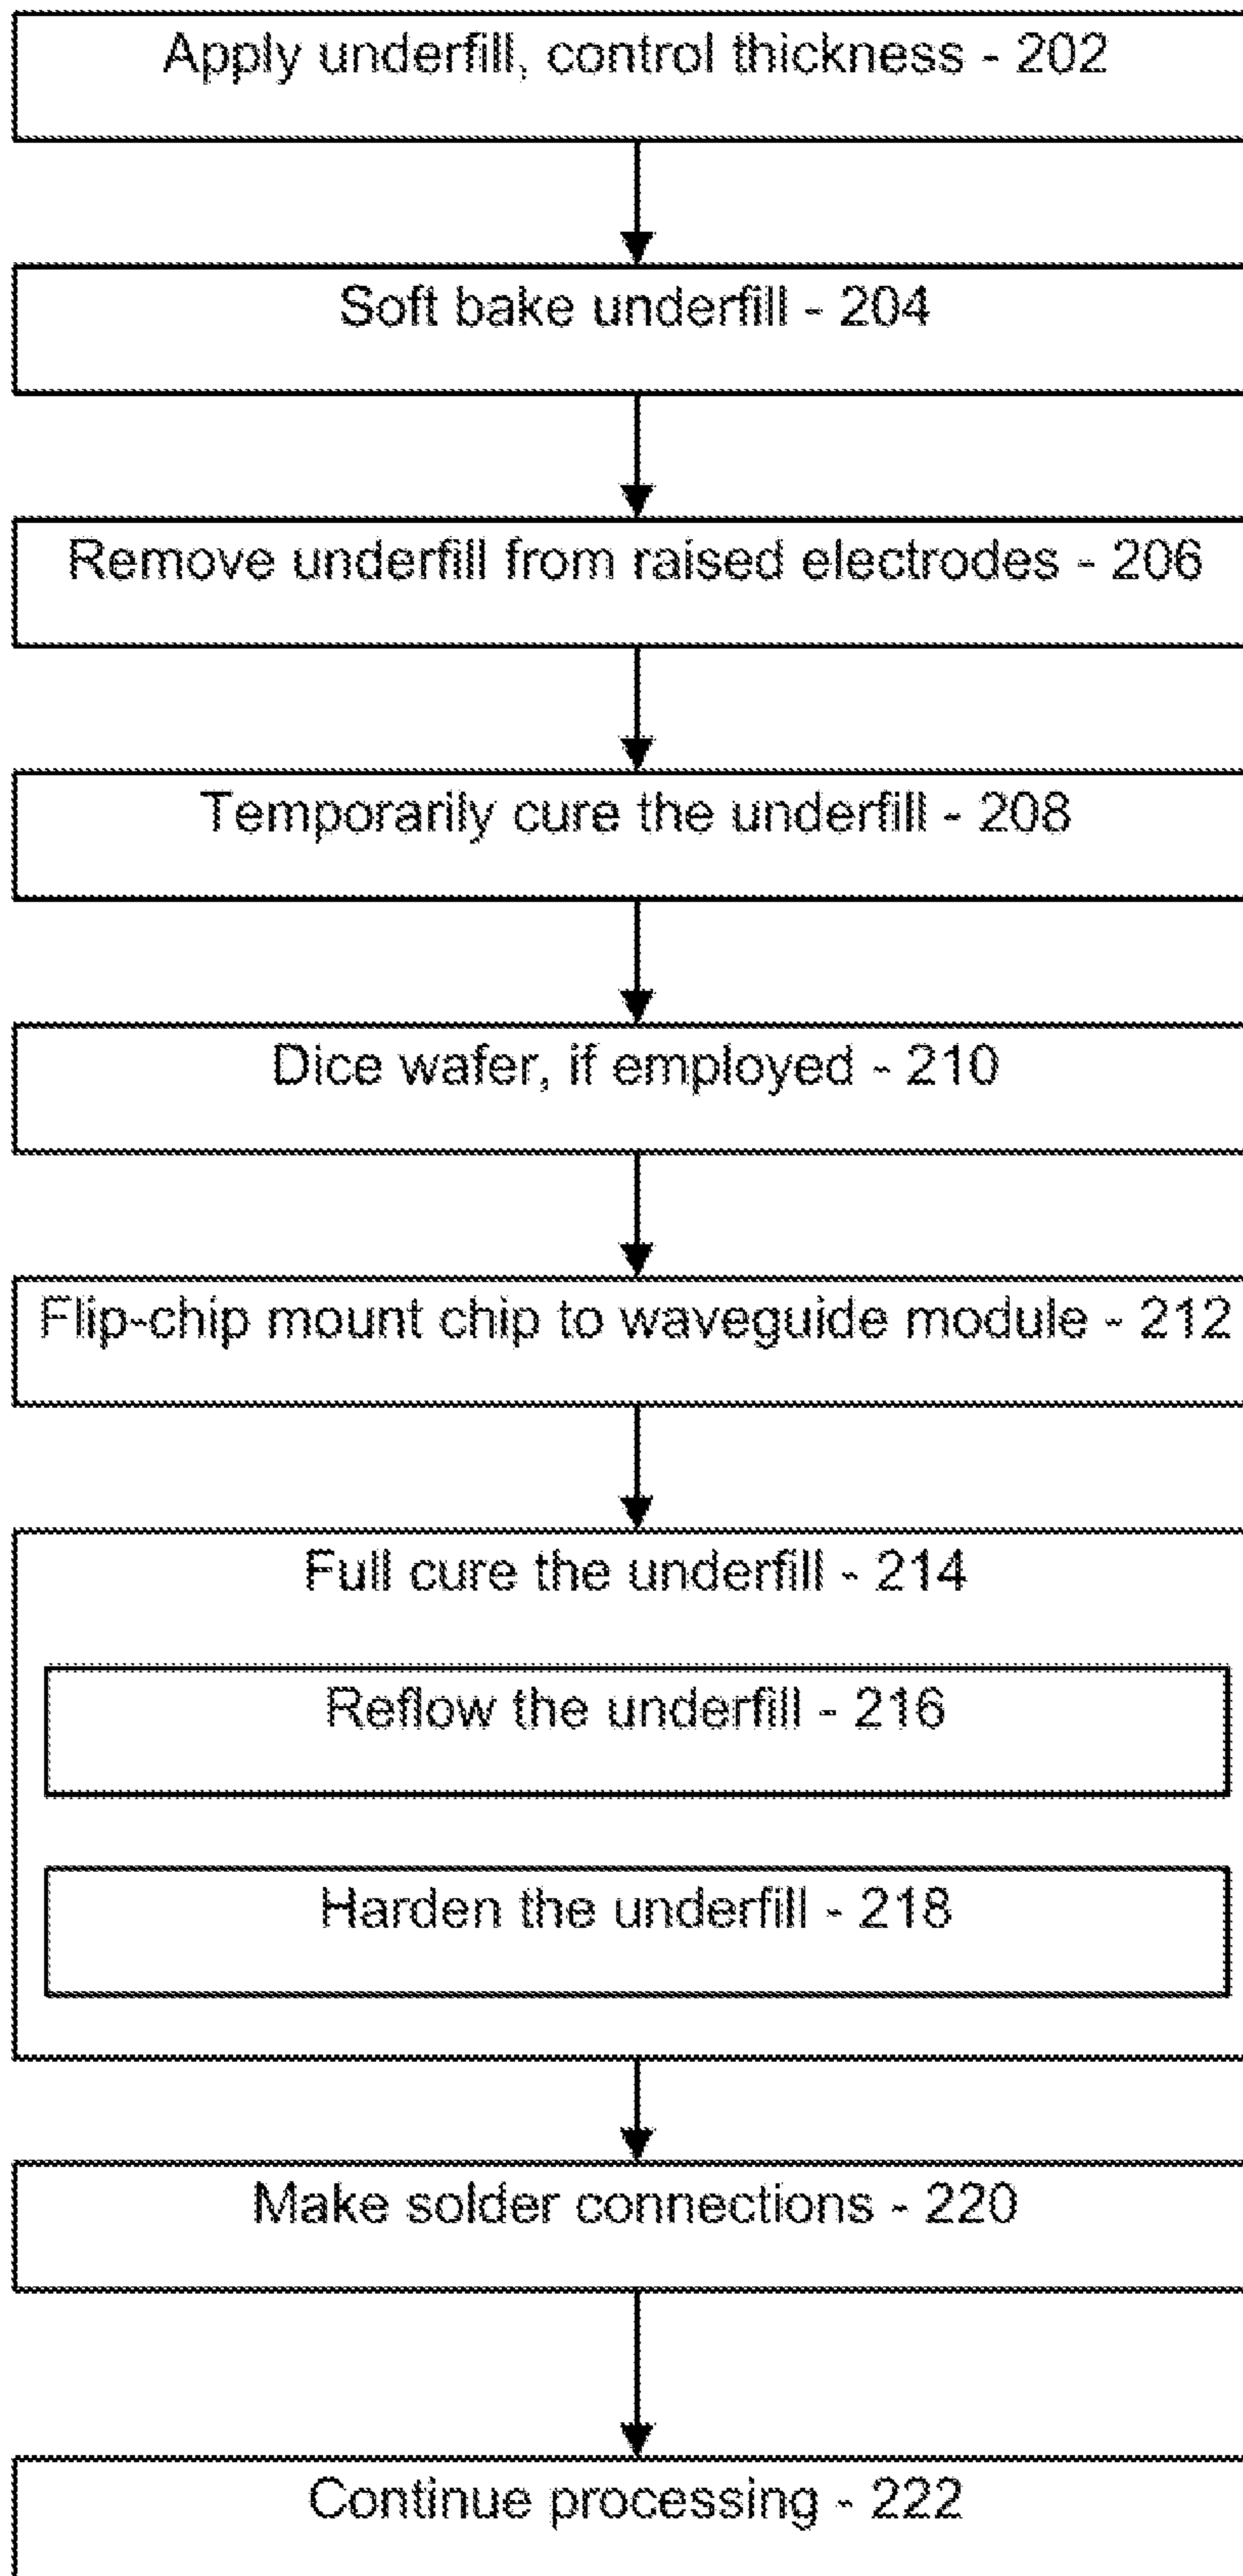 Apply underfill, control thickness - 202
Soft bake underfill - 204
Remove underfill from raised electrodes - 206
Temporarily cure the underfill - 208
Dice wafer, if employed - 210
Flip-chip mount chip to waveguide module - 212
Full cure the underfill - 214
Reflow the underfill - 216
Harden the underfill - 218
Make solder connections - 220
Continue processing - 222